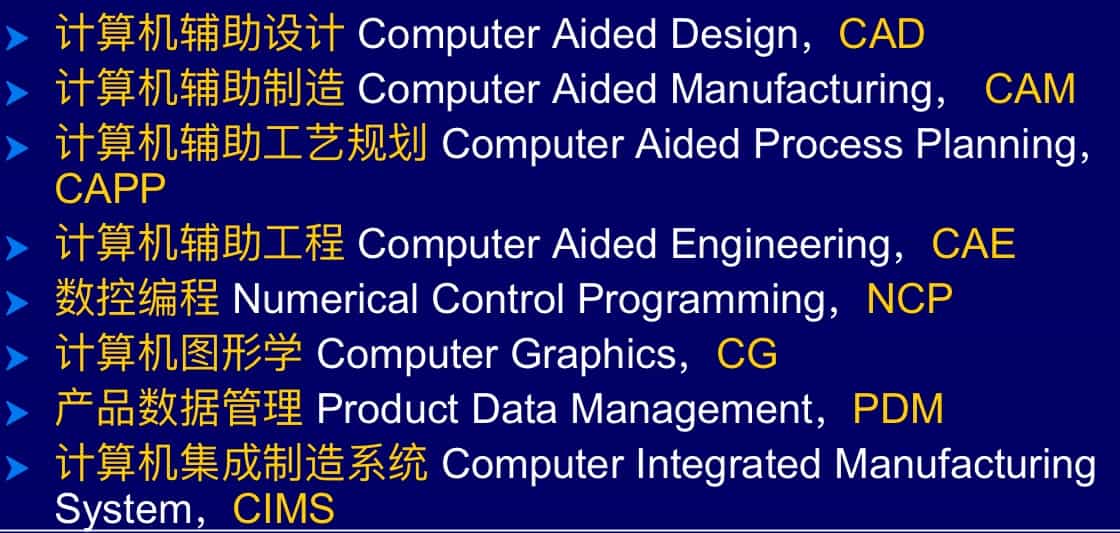 计算机辅助设计 Computer Aided Design，CAD
计算机辅助制造 Computer Aided Manufacturing， CAM
计算机辅助工艺规划 Computer Aided Process Planning，
CAPP
计算机辅助工程 Computer Aided Engineering，CAE
数控编程 Numerical Control Programming，NCP
计算机图形学 Computer Graphics，CG
产品数据管理 Product Data Management，PDM
计算机集成制造系统 Computer Integrated Manufacturing
System，CIMS